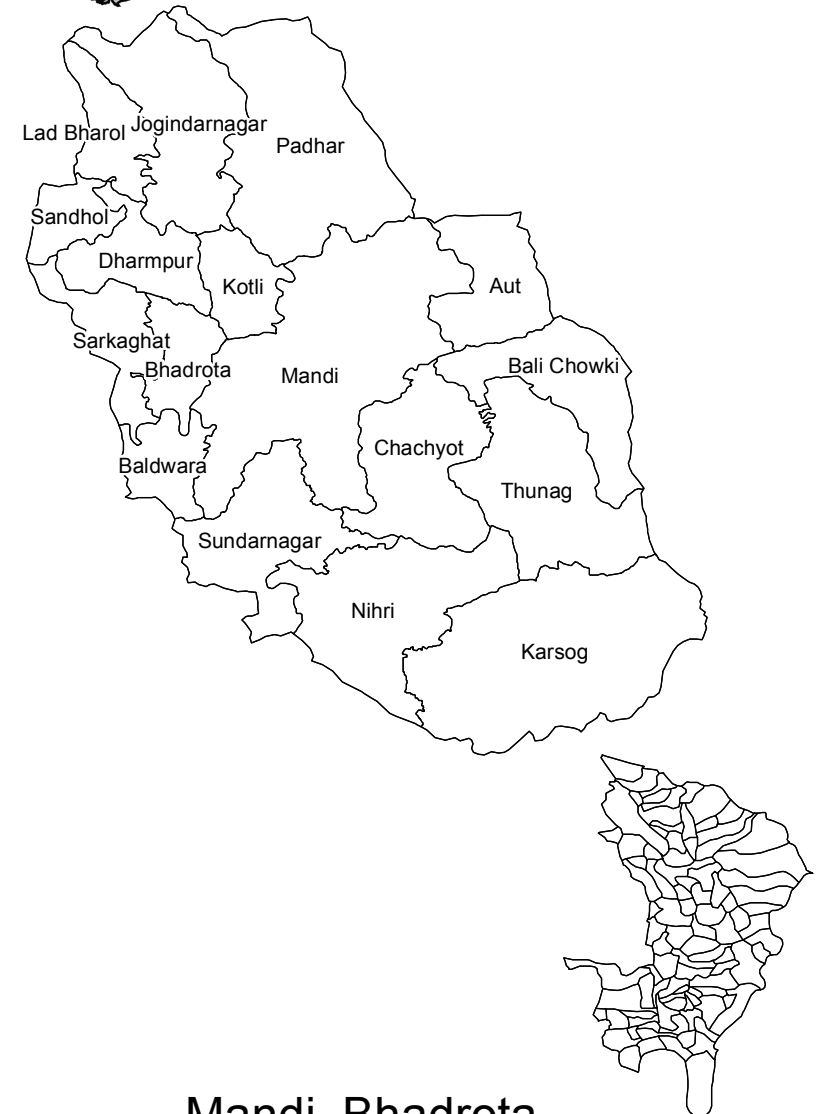 Lad Bharol
Jogindarnagar
Padhar
Sandhol
Dharmpur
Kotli
Aut
Sarkaghat
Bhadrota
Mandi
Bali Chowki
Chachyot
Baldwara
Thunag
Sundarnagar
Nihri
Karsog
Mandi Bhadrota